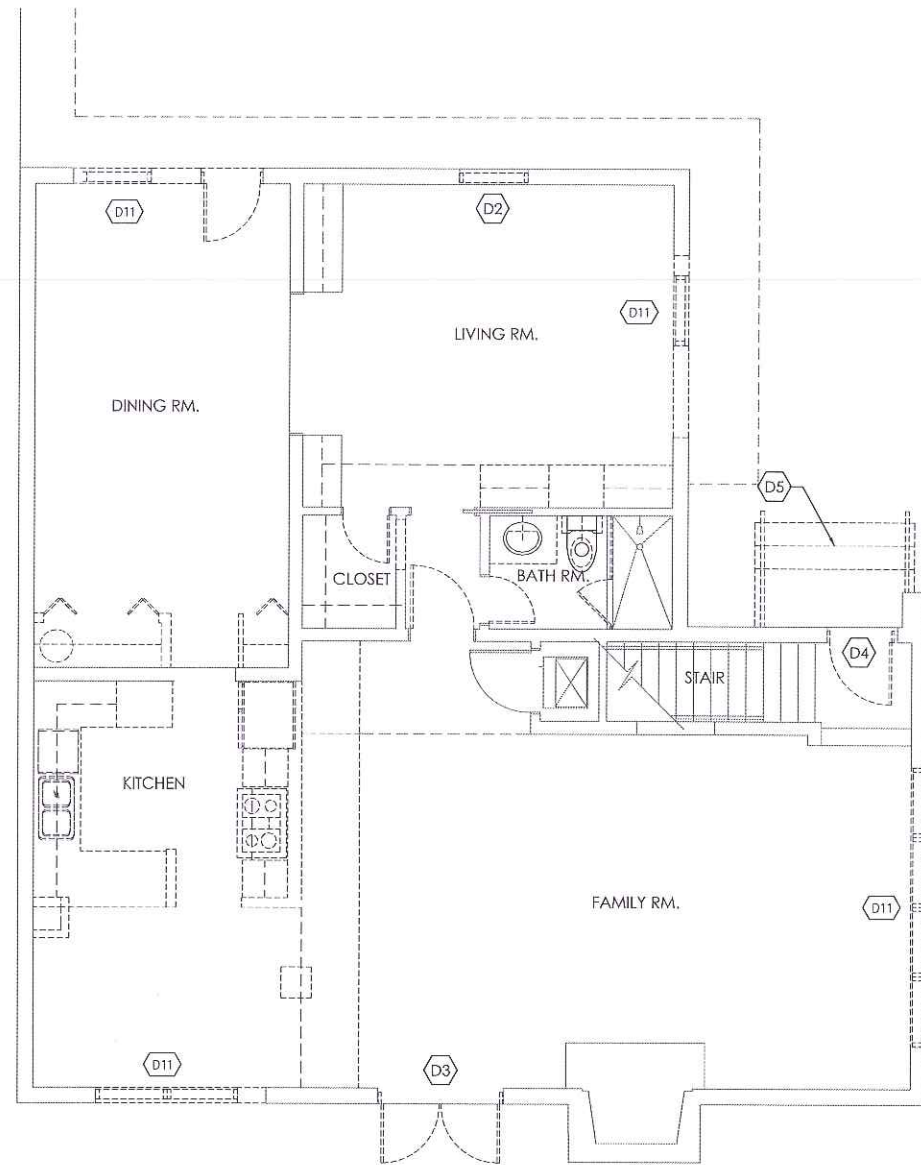 D11
D2
D11
LIVING RM.
DINING RM.
D5
CLOSET
BATH RM.
D4
STAIR
KITCHEN
FAMILY RM.
D11
D11
D3